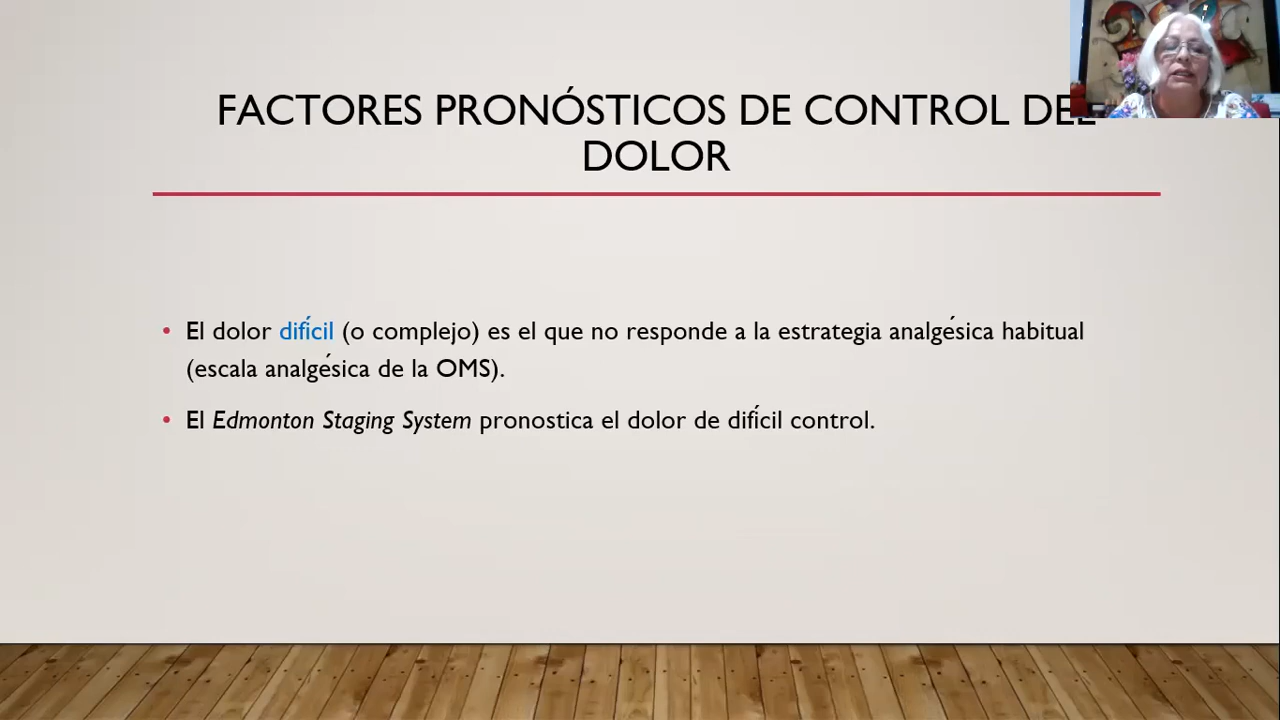 FACTORES PRONÓSTICOS DE CONTROL DEL
DOLOR
• El dolor difícil (o complejo) es el que no responde a la estrategia analgésica habitual
(escala analgésica de la OMS).
• El Edmonton Staging System pronostica el dolor de difícil control.